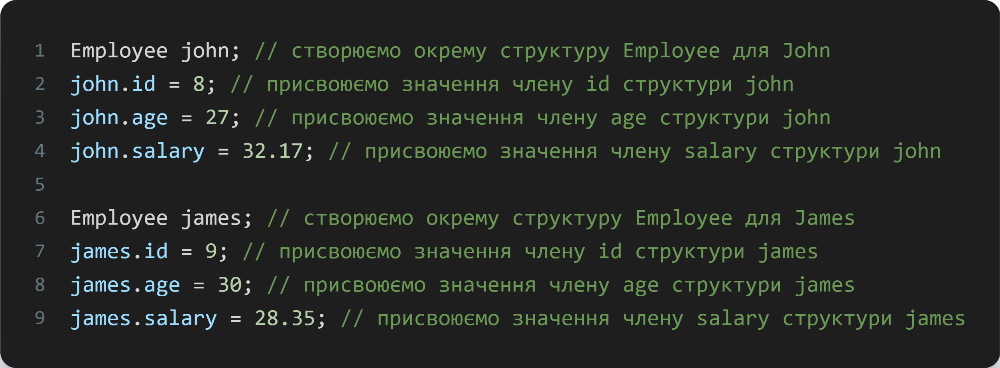 1 Employee john; // створюємо окрему структуру Employee для John
2 john.id = 8; // присвоюємо значення члену id структури john
3 john.age = 27; // присвоюємо значення члену age структури john
4 john.salary = 32.17; // присвоюємо значення члену salary структури john
5
6 Employee james; // створюємо окрему структуру Employee для James
7 james.id = 9; // присвоюємо значення члену id структури james
8 james.age = 30; // присвоюємо значення члену age структури james
9 james.salary = 28.35; // присвоюємо значення члену salary структури james